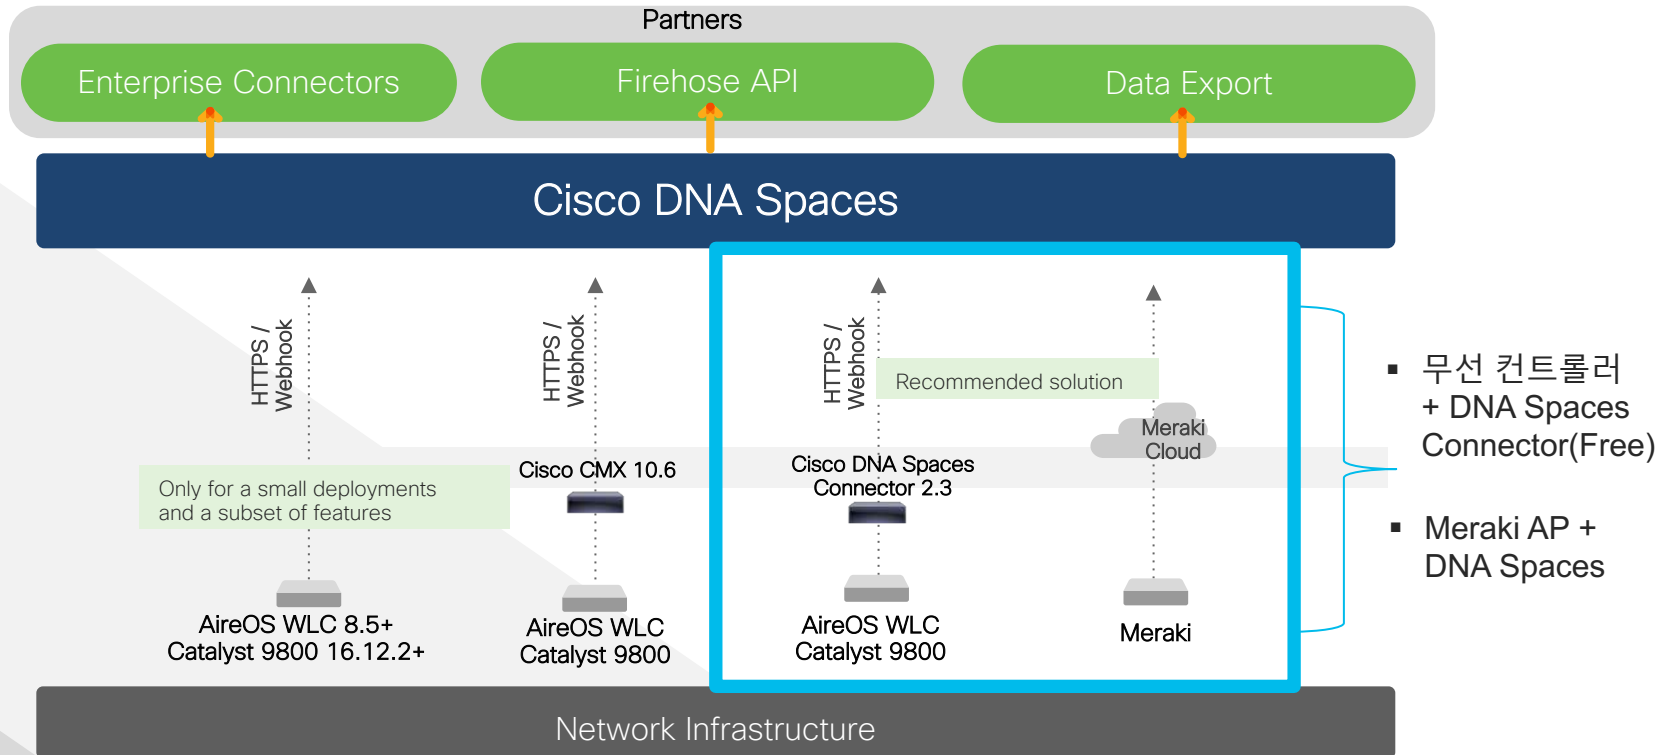 Partners
Enterprise Connectors
Firehose API
Data Export
Cisco DNA Spaces
HTTPS /
Webhook
HTTPS /
Webhook
HTTPS /
Webhook
Recommended solution
Meraki
Cloud
Only for a small deployments
and a subset of features
Cisco CMX 10.6
Cisco DNA Spaces
Connector 2.3
AireOS WLC 8.5+
Catalyst 9800 16.12.2+
AireOS WLC
Catalyst 9800
AireOS WLC
Catalyst 9800
Meraki
▪ 무선 컨트롤러
+ DNA Spaces
Connector(Free)
▪ Meraki AP +
DNA Spaces
Network Infrastructure